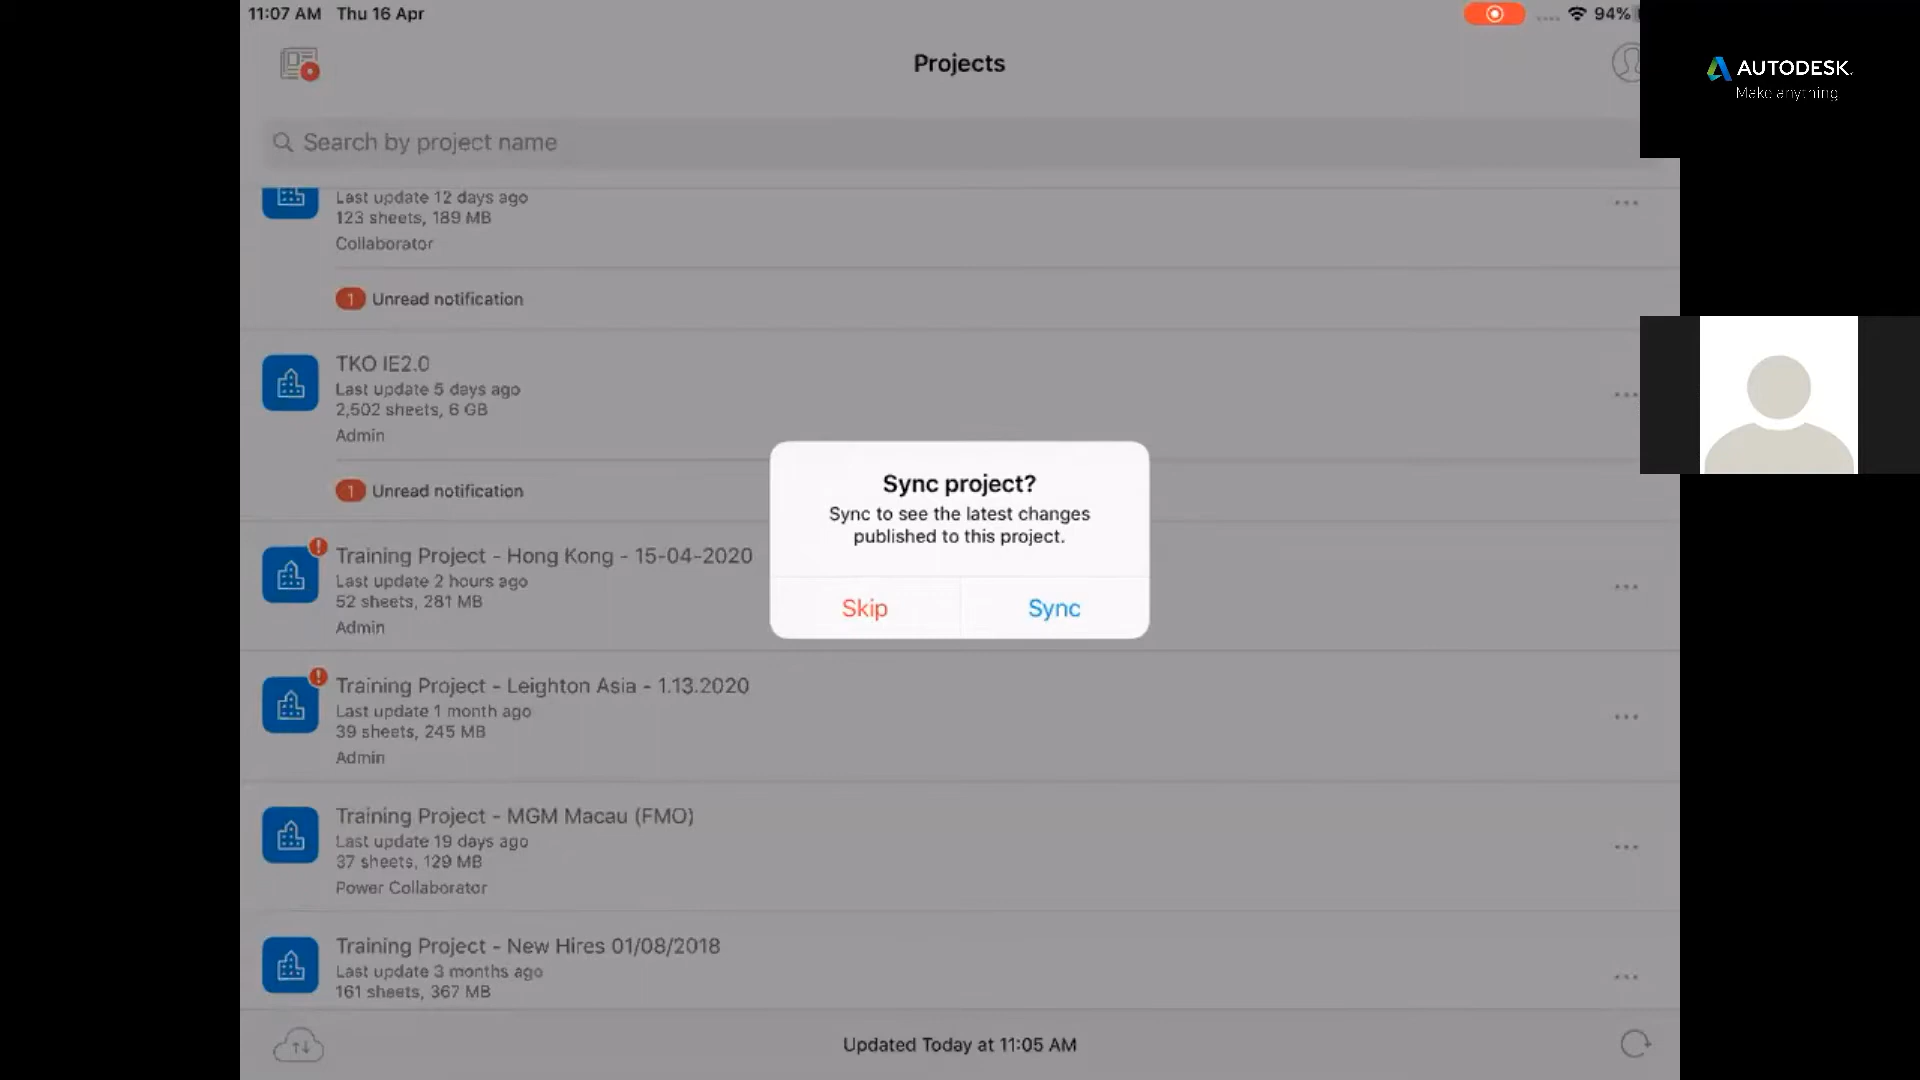 11:07 AM Thu 16 Apr
94%
Projects
AUTODESK
Make anything
Search by project name
Last update 12 days ago
123 sheets, 189 MB
Collaborator
1 Unread notification
TKO IE2.0
Last update 5 days ago
2,502 sheets, 6 GB
Admin
1 Unread notification
Sync project?
Sync to see the latest changes
published to this project.
Skip
Sync
Training Project - Hong Kong - 15-04-2020
Last update 2 hours ago
52 sheets, 281 MB
Admin
Training Project - Leighton Asia - 1.13.2020
Last update 1 month ago
39 sheets, 245 MB
Admin
Training Project - MGM Macau (FMO)
Last update 19 days ago
37 sheets, 129 MB
Power Collaborator
Training Project - New Hires 01/08/2018
Last update 3 months ago
161 sheets, 367 MB
Updated Today at 11:05 AM